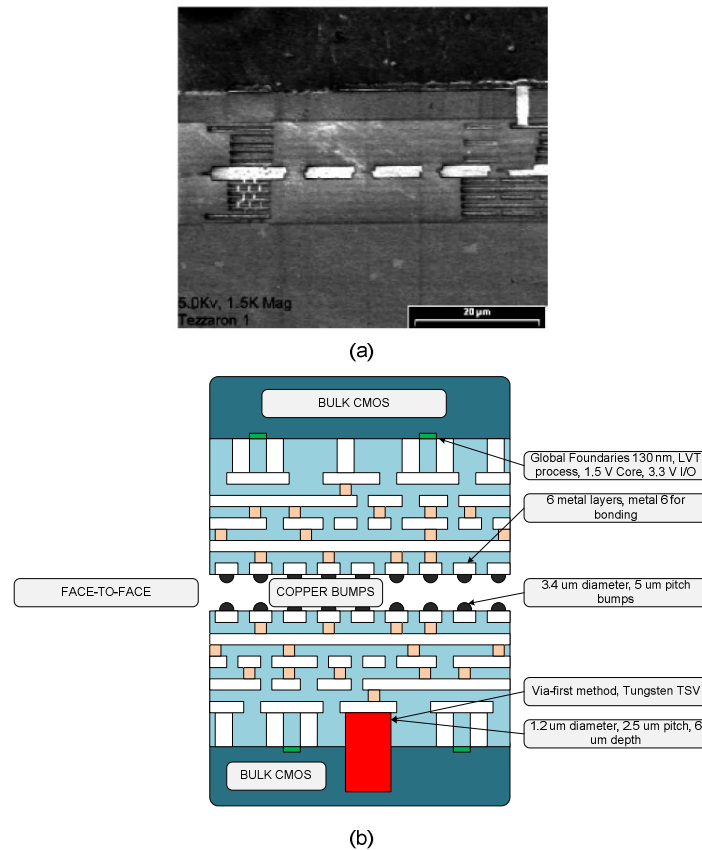 5.0Kv, 1.5K Mag
Tezzaron 1
20 µm
(a)
BULK CMOS
Global Foundaries 130 nm, LVT
process, 1.5 V Core, 3.3 V I/O
6 metal layers, metal 6 for
bonding
FACE-TO-FACE
COPPER BUMPS
3.4 um diameter, 5 um pitch
bumps
Via-first method, Tungsten TSV
1.2 um diameter, 2.5 um pitch, 6
um depth
BULK CMOS
(b)